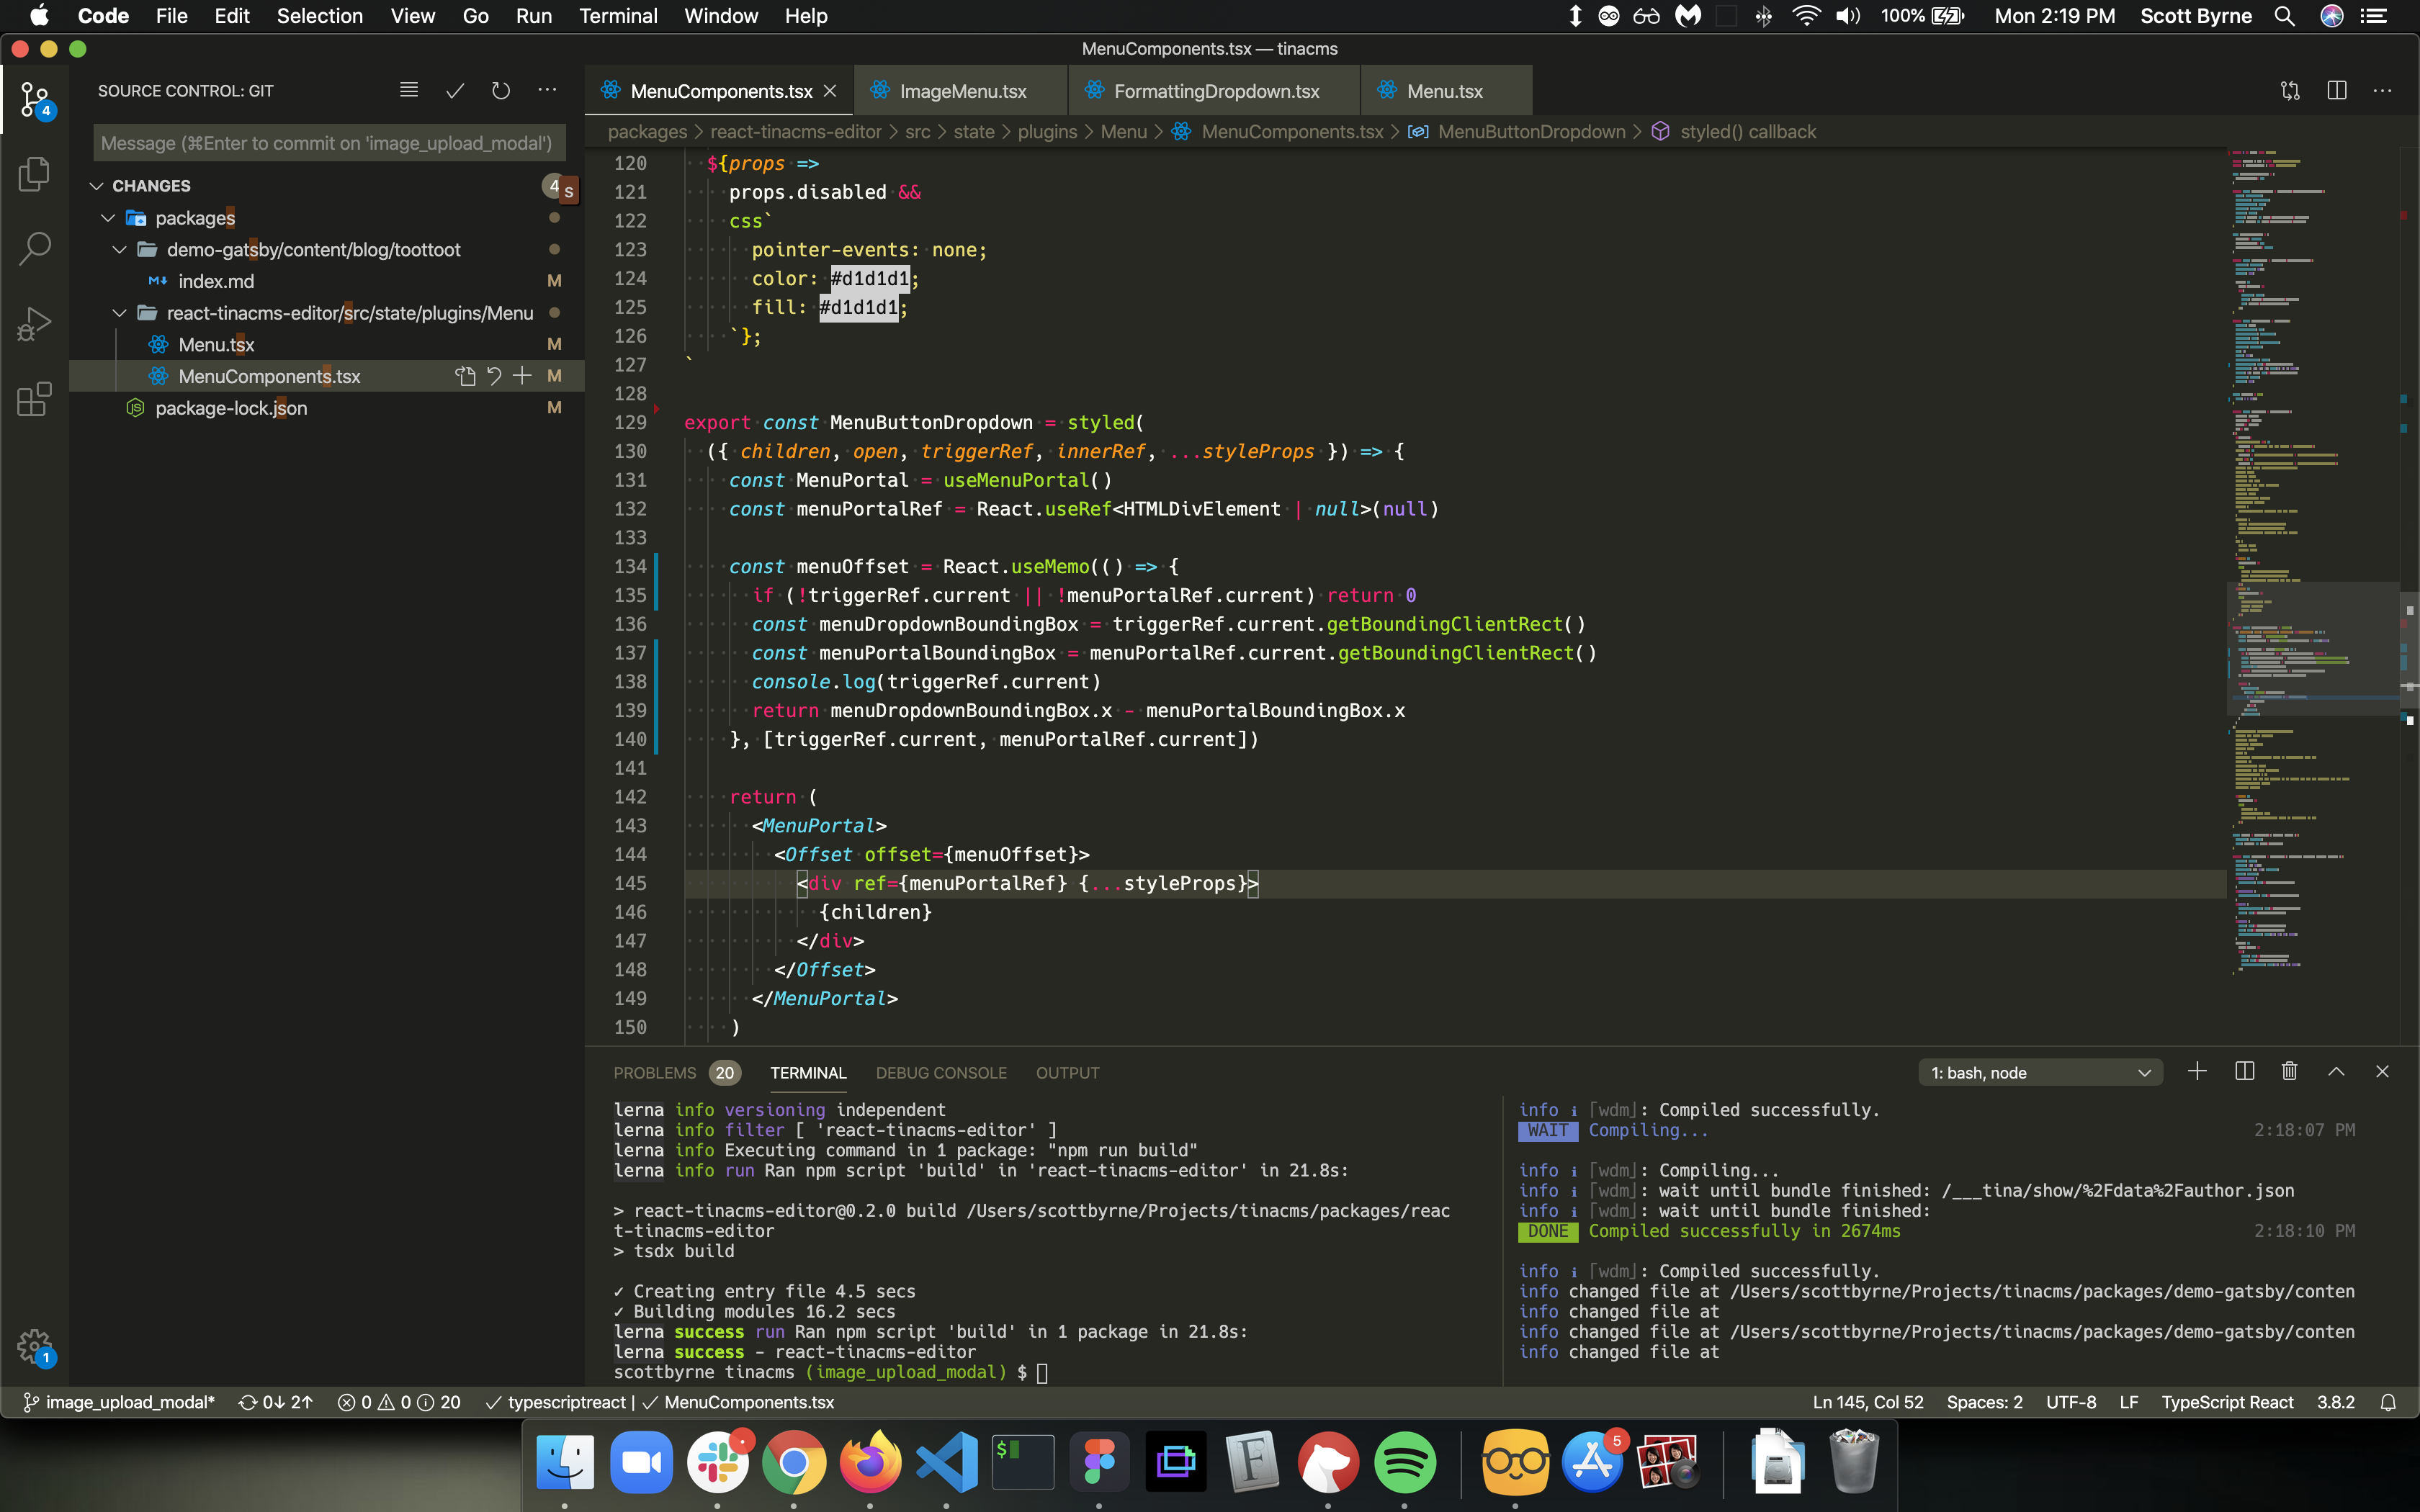 Code File Edit Selection View Go Run Terminal Window Help 100% Mon 2:19 PM Scott Byrne
MenuComponents.tsx — tinacms
SOURCE CONTROL: GIT
4
Message (⌘Enter to commit on 'image_upload_modal')
CHANGES 4 s
packages
demo-gatsby/content/blog/toottoot
index.md M
react-tinacms-editor/src/state/plugins/Menu
Menu.tsx M
MenuComponents.tsx M
package-lock.json M
1
MenuComponents.tsx ImageMenu.tsx FormattingDropdown.tsx Menu.tsx
packages > react-tinacms-editor > src > state > plugins > Menu > MenuComponents.tsx > MenuButtonDropdown > styled() callback
120 ${props =>
121 props.disabled &&
122 css`
123 pointer-events: none;
124 color: #d1d1d1;
125 fill: #d1d1d1;
126 `};
127 `
128
129 export const MenuButtonDropdown = styled(
130 ({ children, open, triggerRef, innerRef, ...styleProps }) => {
131 const MenuPortal = useMenuPortal()
132 const menuPortalRef = React.useRef<HTMLDivElement | null>(null)
133
134 const menuOffset = React.useMemo(() => {
135 if (!triggerRef.current || !menuPortalRef.current) return 0
136 const menuDropdownBoundingBox = triggerRef.current.getBoundingClientRect()
137 const menuPortalBoundingBox = menuPortalRef.current.getBoundingClientRect()
138 console.log(triggerRef.current)
139 return menuDropdownBoundingBox.x - menuPortalBoundingBox.x
140 }, [triggerRef.current, menuPortalRef.current])
141
142 return (
143 <MenuPortal>
144 <Offset offset={menuOffset}>
145 <div ref={menuPortalRef} {...styleProps}>
146 {children}
147 </div>
148 </Offset>
149 </MenuPortal>
150 )
PROBLEMS 20 TERMINAL DEBUG CONSOLE OUTPUT 1: bash, node
lerna info versioning independent
lerna info filter [ 'react-tinacms-editor' ]
lerna info Executing command in 1 package: "npm run build"
lerna info run Ran npm script 'build' in 'react-tinacms-editor' in 21.8s:
> react-tinacms-editor@0.2.0 build /Users/scottbyrne/Projects/tinacms/packages/reac
t-tinacms-editor
> tsdx build
✓ Creating entry file 4.5 secs
✓ Building modules 16.2 secs
lerna success run Ran npm script 'build' in 1 package in 21.8s:
lerna success - react-tinacms-editor
scottbyrne tinacms (image_upload_modal) $
info ℹ ｢wdm｣: Compiled successfully.
WAIT Compiling... 2:18:07 PM
info ℹ ｢wdm｣: Compiling...
info ℹ ｢wdm｣: wait until bundle finished: /___tina/show/%2Fdata%2Fauthor.json
info ℹ ｢wdm｣: wait until bundle finished:
DONE Compiled successfully in 2674ms 2:18:10 PM
info ℹ ｢wdm｣: Compiled successfully.
info changed file at /Users/scottbyrne/Projects/tinacms/packages/demo-gatsby/conten
info changed file at
info changed file at /Users/scottbyrne/Projects/tinacms/packages/demo-gatsby/conten
info changed file at
image_upload_modal* 0↓ 2↑ 0 0 20 ✓ typescriptreact | ✓ MenuComponents.tsx Ln 145, Col 52 Spaces: 2 UTF-8 LF TypeScript React 3.8.2
$ F 5